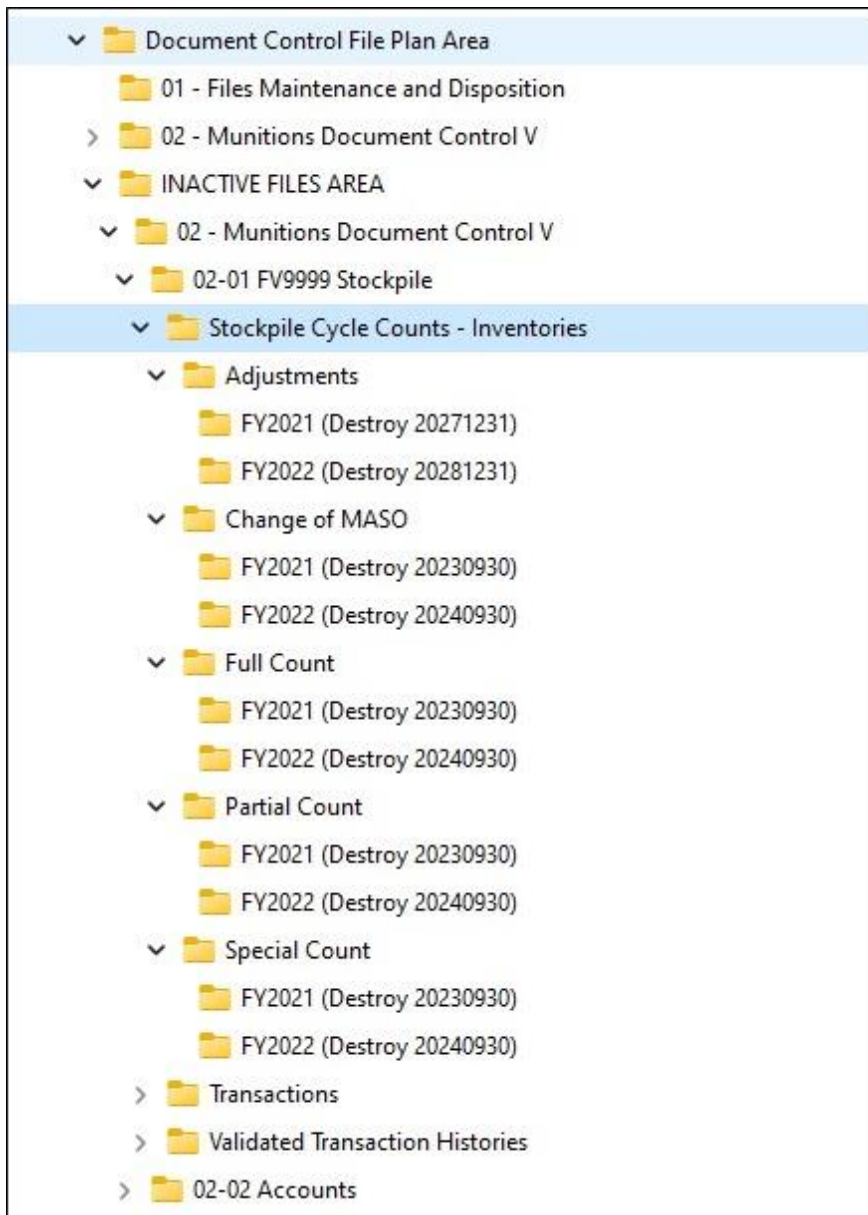 Document Control File Plan Area
01 - Files Maintenance and Disposition
02 - Munitions Document Control V
INACTIVE FILES AREA
02 - Munitions Document Control V
02-01 FV9999 Stockpile
Stockpile Cycle Counts - Inventories
Adjustments
FY2021 (Destroy 20271231)
FY2022 (Destroy 20281231)
Change of MASO
FY2021 (Destroy 20230930)
FY2022 (Destroy 20240930)
Full Count
FY2021 (Destroy 20230930)
FY2022 (Destroy 20240930)
Partial Count
FY2021 (Destroy 20230930)
FY2022 (Destroy 20240930)
Special Count
FY2021 (Destroy 20230930)
FY2022 (Destroy 20240930)
Transactions
Validated Transaction Histories
02-02 Accounts